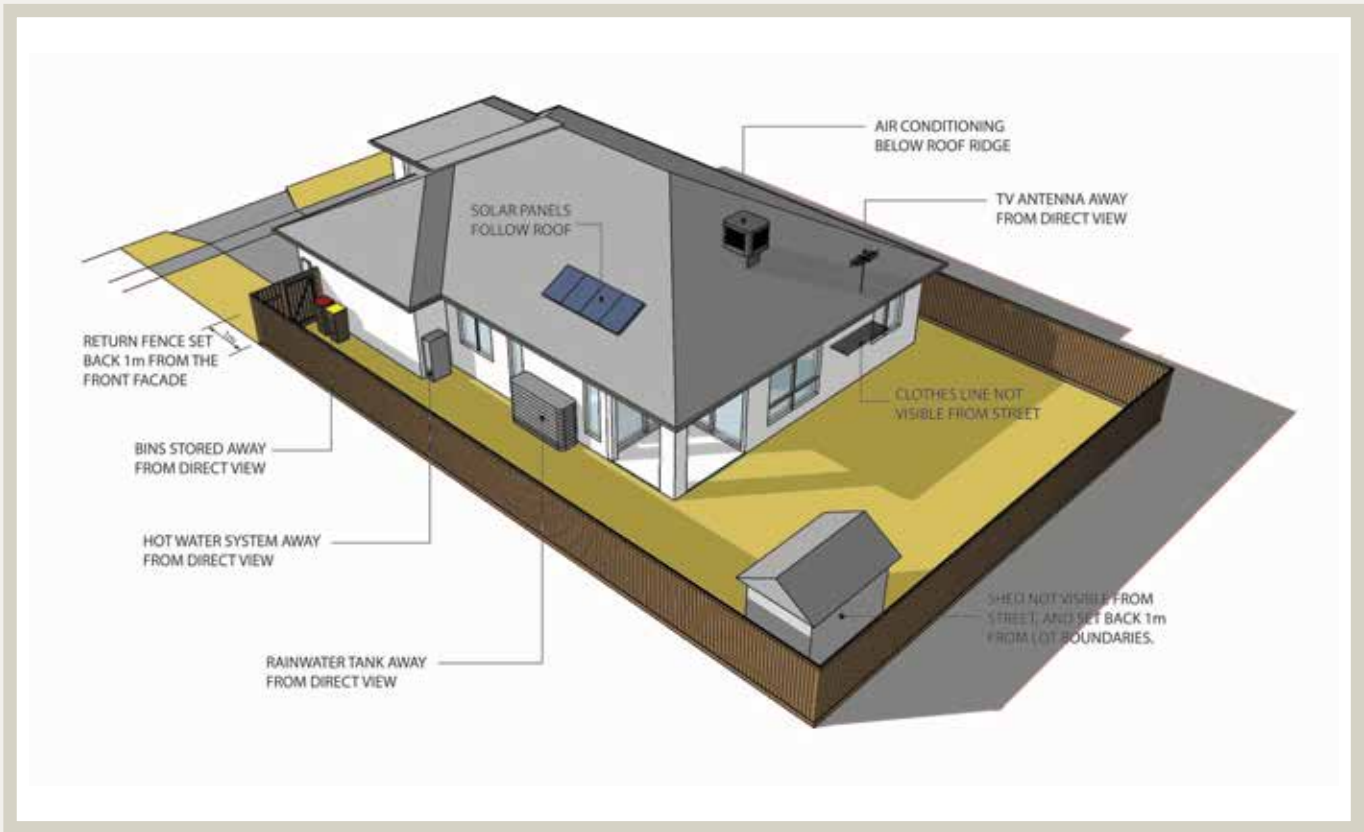 AIR CONDITIONING
BELOW ROOF RIDGE
TV ANTENNA AWAY
FROM DIRECT VIEW
SOLAR PANELS
FOLLOW ROOF
RETURN FENCE SET
BACK 1m FROM THE
FRONT FACADE
CLOTHES LINE NOT
VISIBLE FROM STREET
BINS STORED AWAY
FROM DIRECT VIEW
HOT WATER SYSTEM AWAY
FROM DIRECT VIEW
SHED NOT VISIBLE FROM
STREET, AND SET BACK 1m
FROM LOT BOUNDARIES.
RAINWATER TANK AWAY
FROM DIRECT VIEW